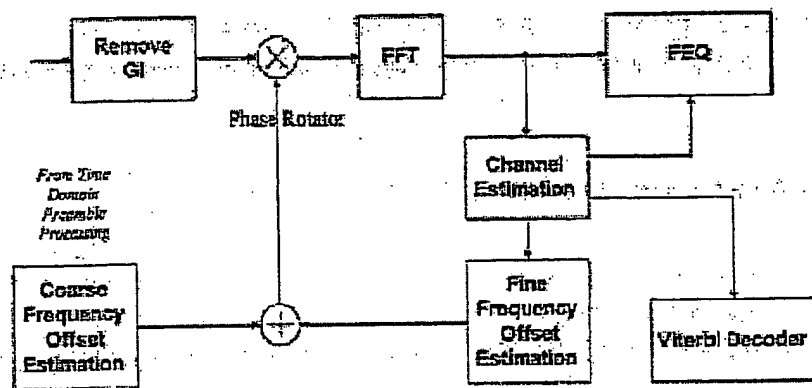 Remove
GI
FFT
FEQ
Phase Rotator
Channel
Estimation
From Time
Domain
Preamble
Processing
Coarse
Frequency
Offset
Estimation
Fine
Frequency
Offset
Estimation
Viterbi Decoder